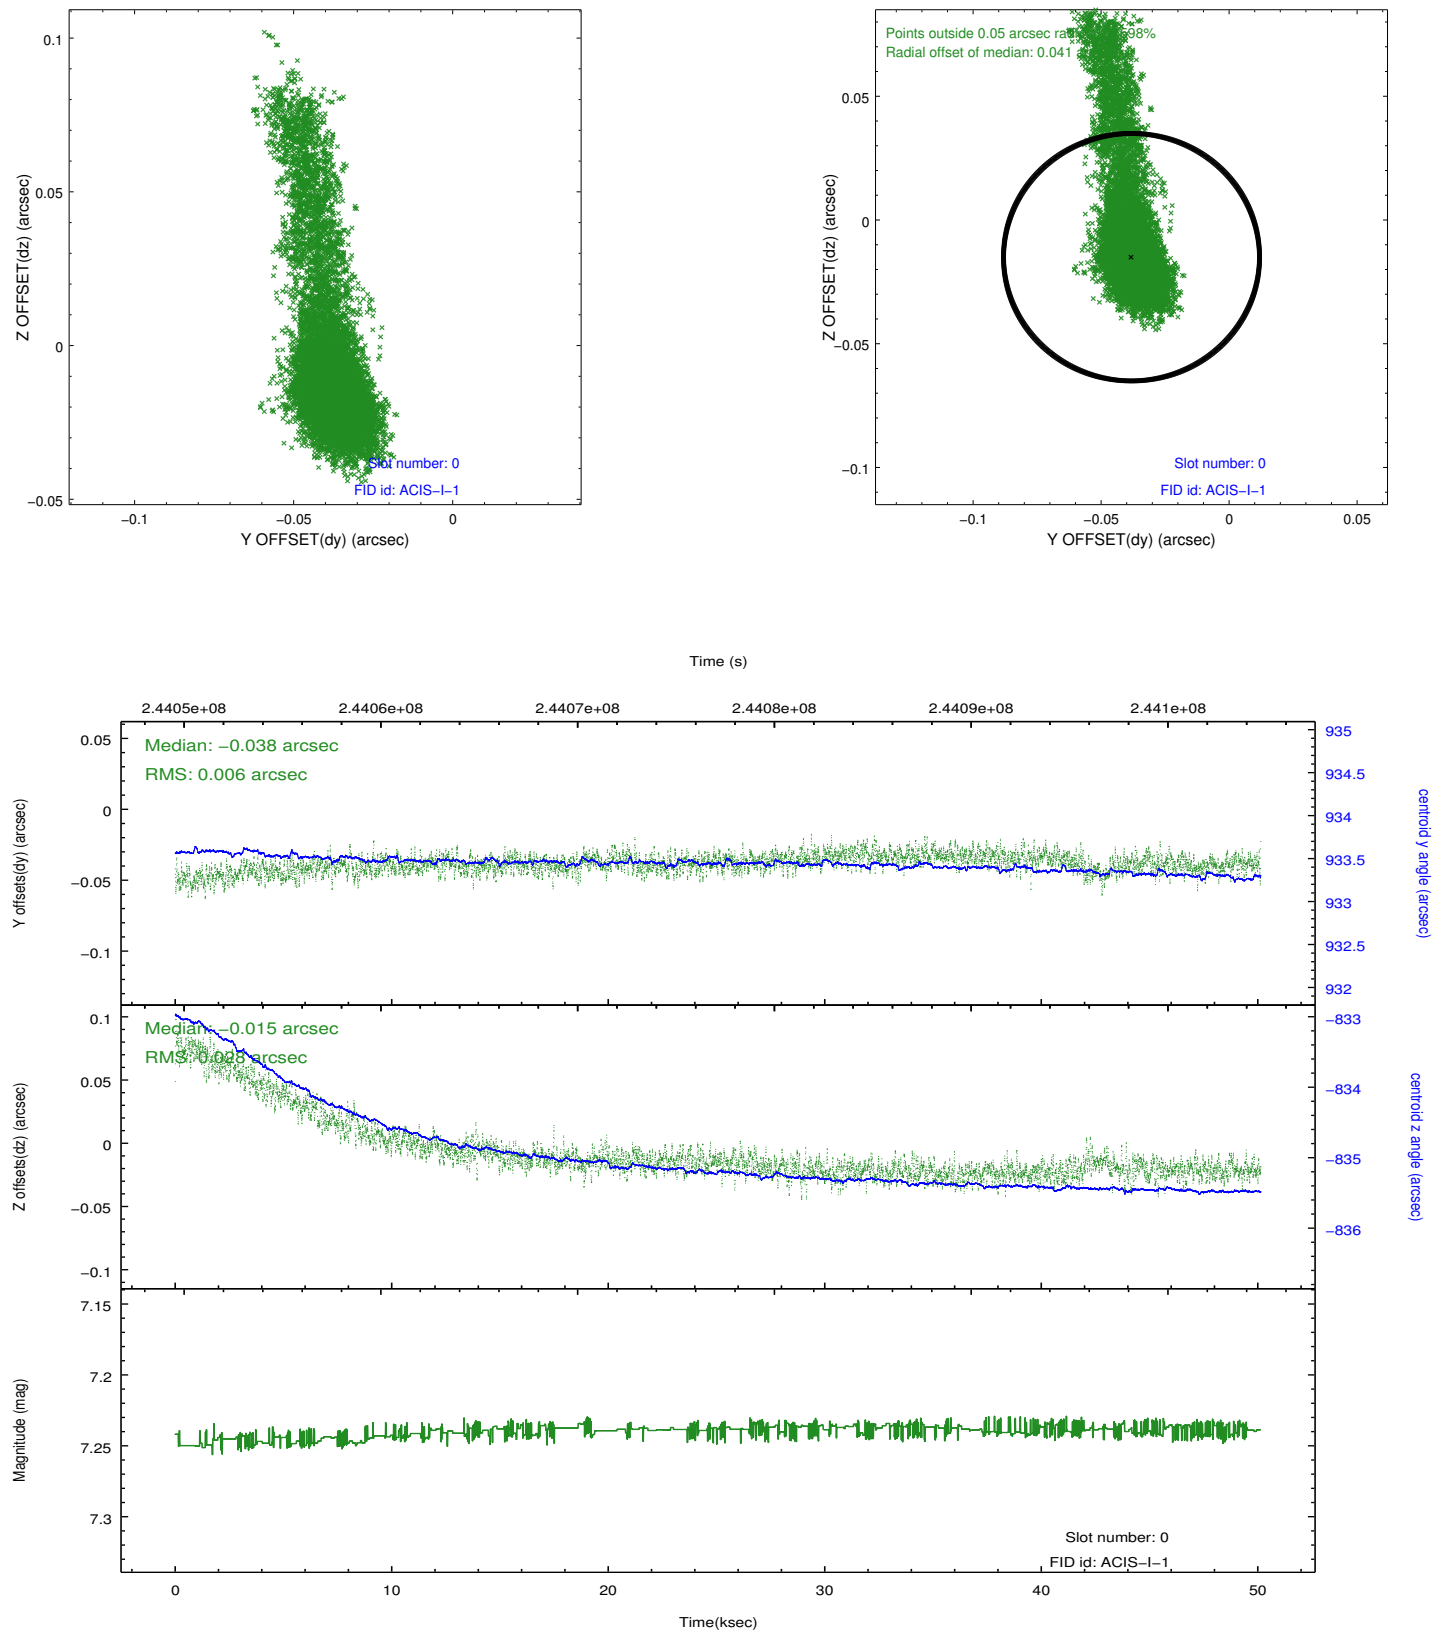 0.1
0.05
0
−0.05
Z OFFSET(dz) (arcsec)
Slot number: 0
FID id: ACIS−I−1
−0.1
−0.05
0
Y OFFSET(dy) (arcsec)
Points outside 0.05 arcsec
Radial offset of median: 0.041
0.05
0
−0.05
−0.1
Z OFFSET(dz) (arcsec)
Slot number: 0
FID id: ACIS−I−1
−0.1
−0.05
0
0.05
Y OFFSET(dy) (arcsec)
Time (s)
2.4405e+08
2.4406e+08
2.4407e+08
2.4408e+08
2.4409e+08
2.441e+08
Median: −0.038 arcsec
RMS: 0.006 arcsec
0.05
0
−0.05
−0.1
Y offsets(dy) (arcsec)
935
934.5
934
933.5
933
932.5
932
centroid y angle (arcsec)
Median: −0.015 arcsec
RMS: 0.028 arcsec
0.1
0.05
0
−0.05
−0.1
Z offsets(dz) (arcsec)
−833
−834
−835
−836
centroid z angle (arcsec)
7.15
7.2
7.25
7.3
Magnitude (mag)
Slot number: 0
FID id: ACIS−I−1
0
10
20
30
40
50
Time(ksec)